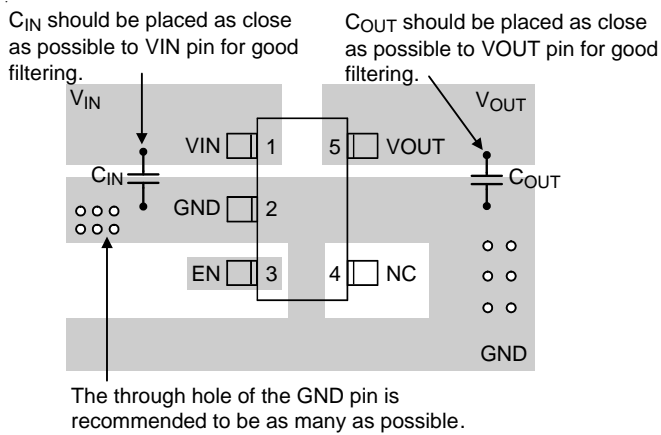 C_IN should be placed as close
as possible to VIN pin for good
filtering.
C_OUT should be placed as close
as possible to VOUT pin for good
filtering.
V_IN
V_OUT
VIN 1
5 VOUT
C_IN
C_OUT
GND 2
EN 3
4 NC
GND
The through hole of the GND pin is
recommended to be as many as possible.